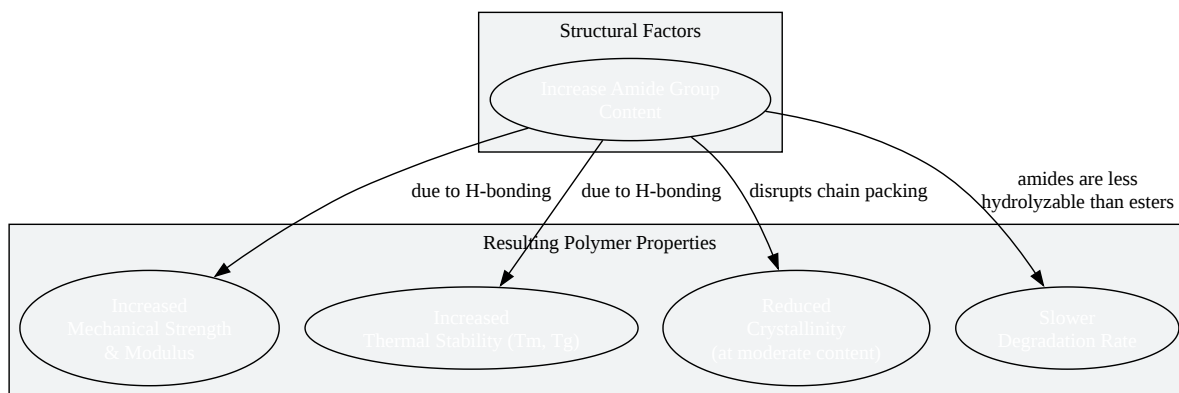 Structural Factors
Increase Amide Group
Content
due to H-bonding
due to H-bonding
disrupts chain packing
amides are less
hydrolyzable than esters
Resulting Polymer Properties
Increased
Mechanical Strength
& Modulus
Increased
Thermal Stability (Tm, Tg)
Reduced
Crystallinity
(at moderate content)
Slower
Degradation Rate